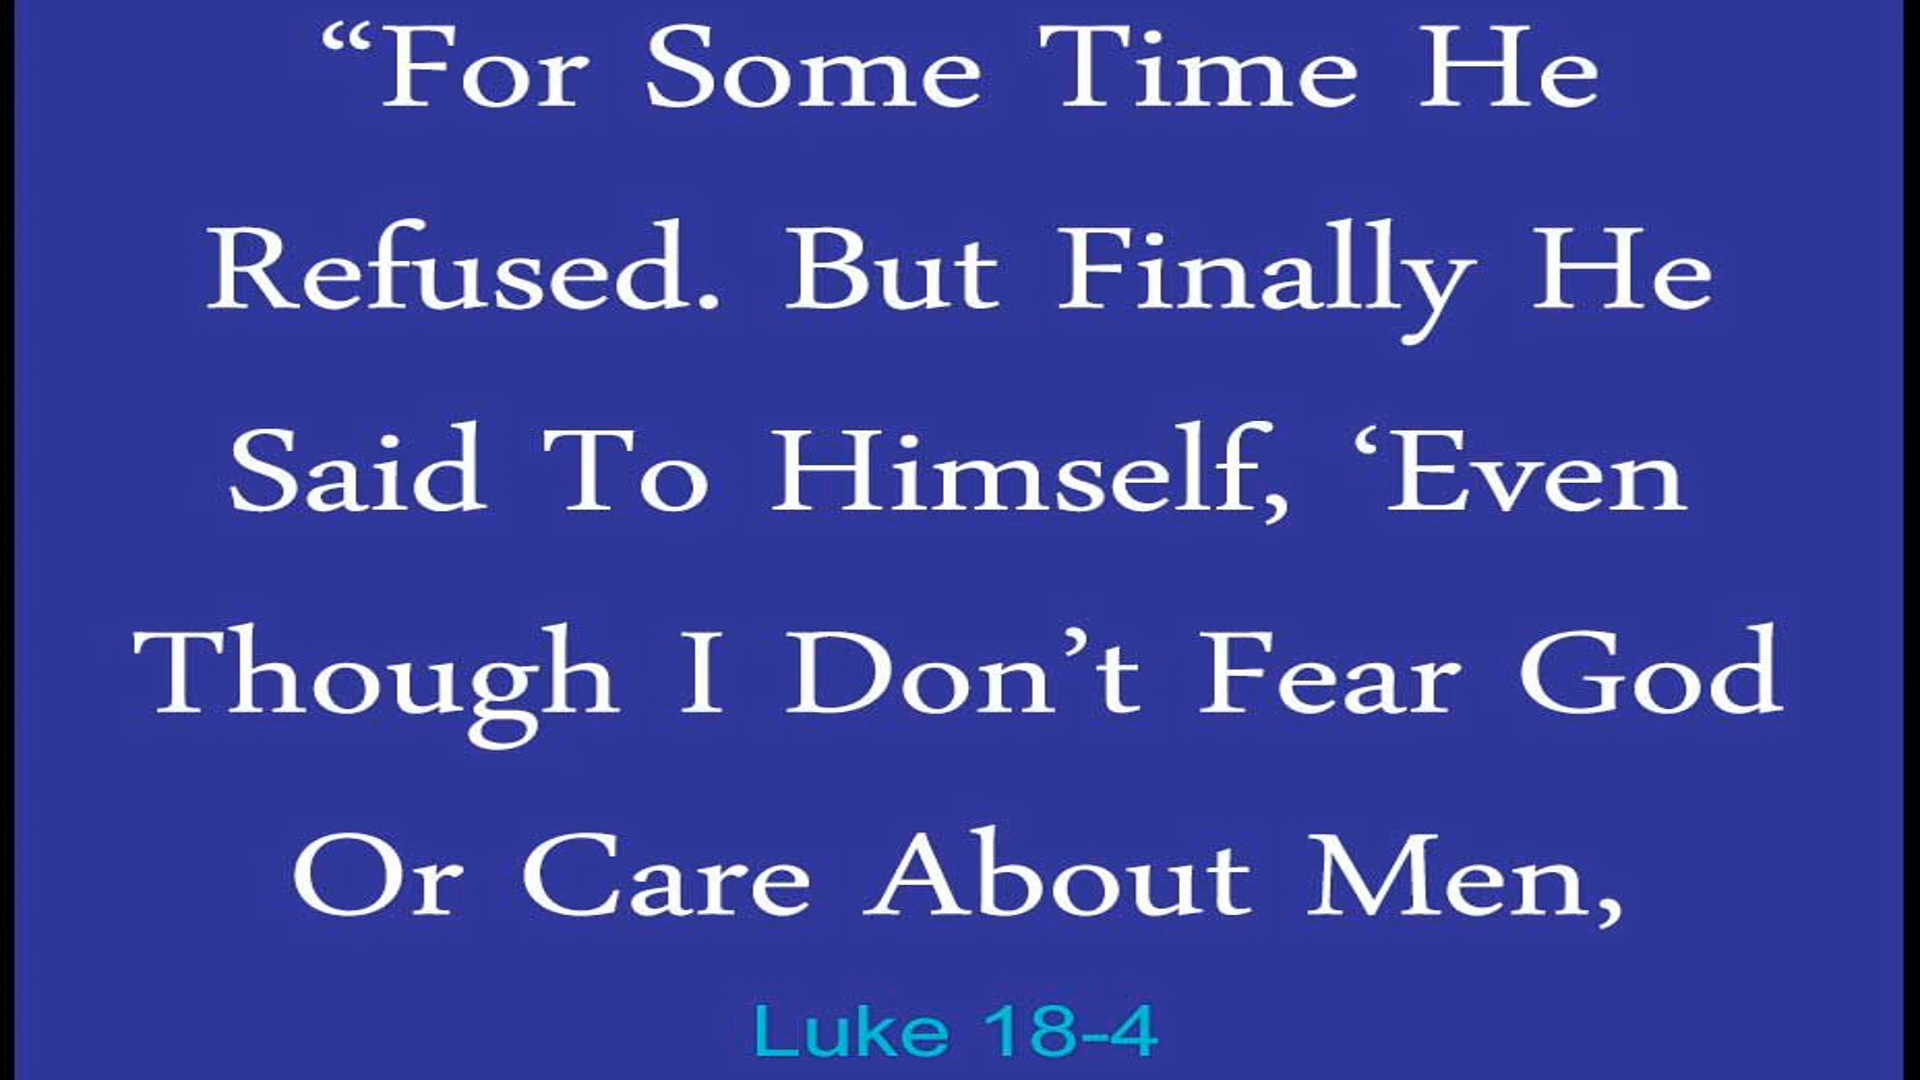 “For Some Time He
Refused. But Finally He
Said To Himself, ‘Even
Though I Don’t Fear God
Or Care About Men,
Luke 18-4